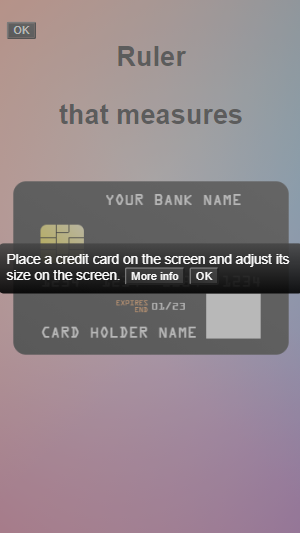 OK
Ruler
that measures
YOUR BANK NAME
Place a credit card on the screen and adjust its
size on the screen. More info OK
1234
EXPIRES
END 01/23
CARD HOLDER NAME